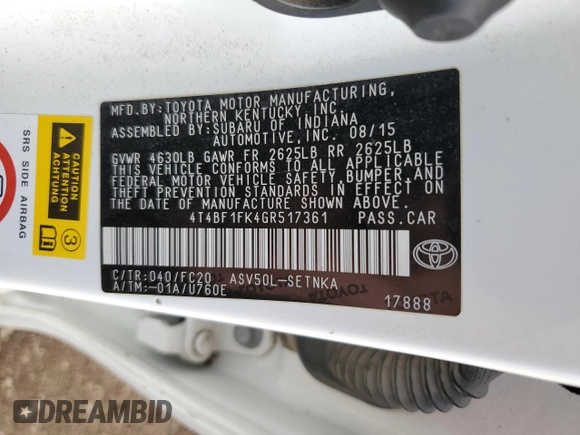 MFD.BY:TOYOTA MOTOR MANUFACTURING,
NORTHERN KENTUCKY INC.
ASSEMBLED BY:SUBARU OF INDIANA
AUTOMOTIVE, INC. 08/15
GVWR 4630LB GAWR FR 2625LB RR 2625LB
THIS VEHICLE CONFORMS TO ALL APPLICABLE
FEDERAL MOTOR VEHICLE SAFETY, BUMPER, AND
THEFT PREVENTION STANDARDS IN EFFECT ON
THE DATE OF MANUFACTURE SHOWN ABOVE.
4T4BF1FK4GR517361 PASS.CAR
C/TR:040/FC20 ASV50L-SETNKA
A/TM:-01A/U760E
17888
TOYOTA
SRS SIDE AIRBAG
CAUTION
ATTENTION
3
DREAMBID